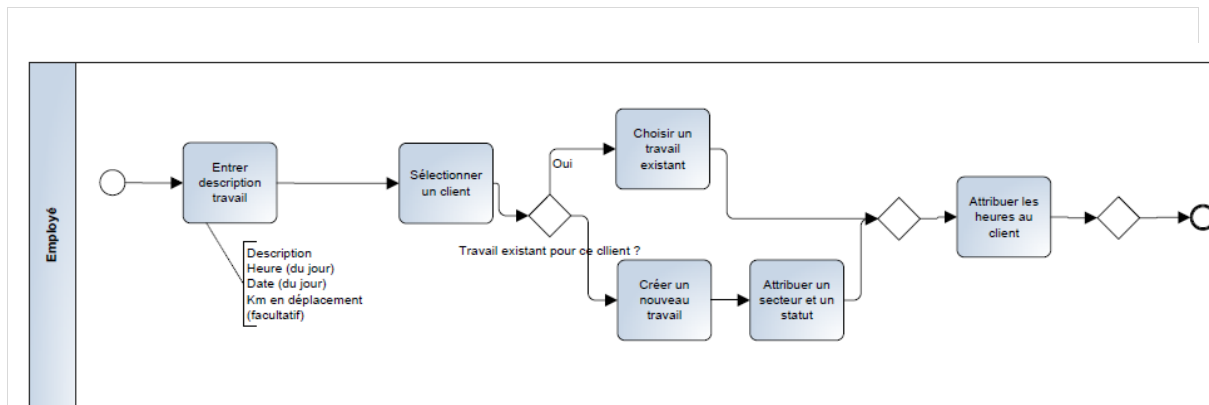 Employé
Entrer
description
travail
Description
Heure (du jour)
Date (du jour)
Km en déplacement
(facultatif)
Sélectionner
un client
Travail existant pour ce dllient ?
Oui
Choisir un
travail
existant
Créer un
nouveau
travail
Attribuer un
secteur et un
statut
Attribuer les
heures au
client